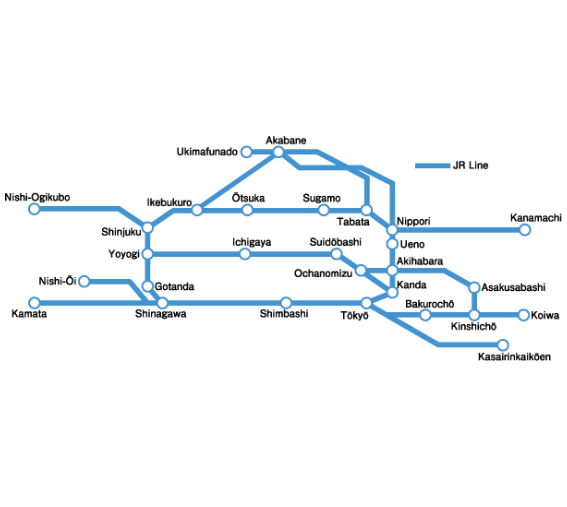 Akabane
Ukimafunado
JR Line
Nishi-Ogikubo
Ikebukuro
Ōtsuka
Sugamo
Tabata
Nippori
Kanamachi
Shinjuku
Yoyogi
Ichigaya
Suidōbashi
Ueno
Ochanomizu
Akihabara
Nishi-Ōi
Gotanda
Kanda
Asakusabashi
Bakurochō
Kamata
Shinagawa
Shimbashi
Tōkyō
Kinshichō
Koiwa
Kasairinkaikōen